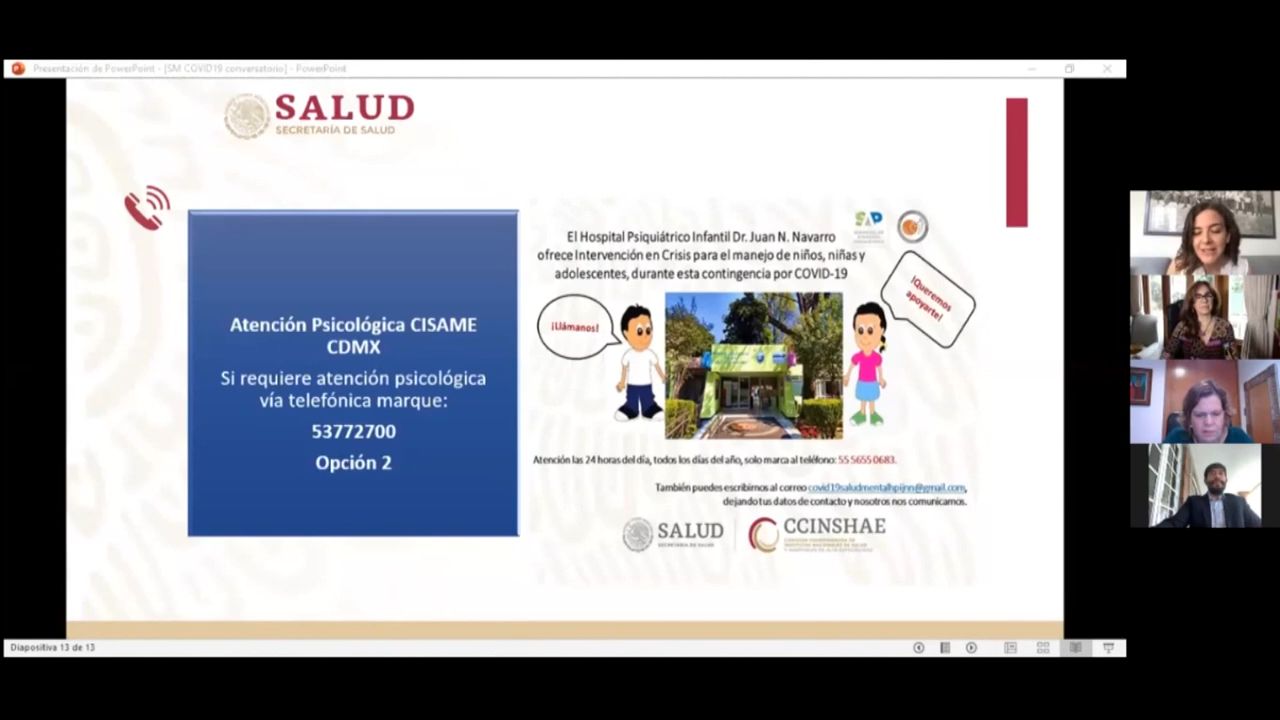 Presentación de PowerPoint - [SM COVID19 conversatorio] - PowerPoint
SALUD
SECRETARÍA DE SALUD
Atención Psicológica CISAME
CDMX
Si requiere atención psicológica
vía telefónica marque:
53772700
Opción 2
SAP
El Hospital Psiquiátrico Infantil Dr. Juan N. Navarro
ofrece Intervención en Crisis para el manejo de niños, niñas y
adolescentes, durante esta contingencia por COVID-19
¡Llámanos!
¡Queremos
apoyarte!
Atención las 24 horas del día, todos los días del año, solo marca al teléfono: 55 5655 0683.
También puedes escribirnos al correo covid19saludmentalhpijnn@gmail.com,
dejando tus datos de contacto y nosotros nos comunicamos.
SALUD
SECRETARÍA DE SALUD
CCINSHAE
Diapositiva 13 de 13